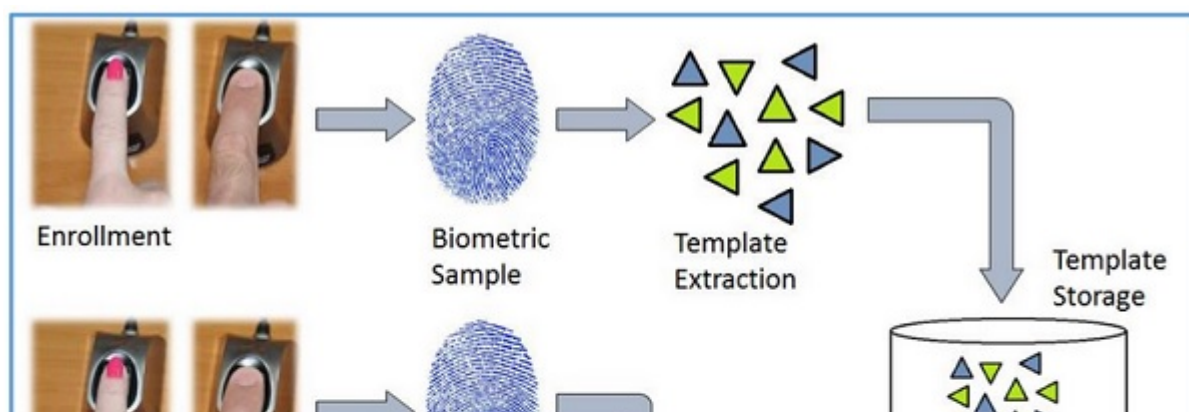 Enrollment
Biometric
Sample
Template
Extraction
Template
Storage